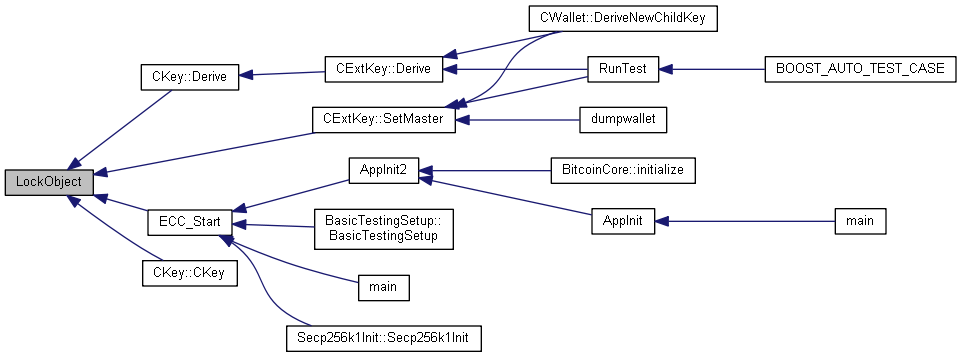 CWallet::DeriveNewChildKey
CKey::Derive
CExtKey::Derive
RunTest
BOOST_AUTO_TEST_CASE
CExtKey::SetMaster
dumpwallet
LockObject
AppInit2
BitcoinCore::initialize
ECC_Start
BasicTestingSetup::
BasicTestingSetup
AppInit
main
CKey::CKey
main
Secp256k1Init::Secp256k1Init